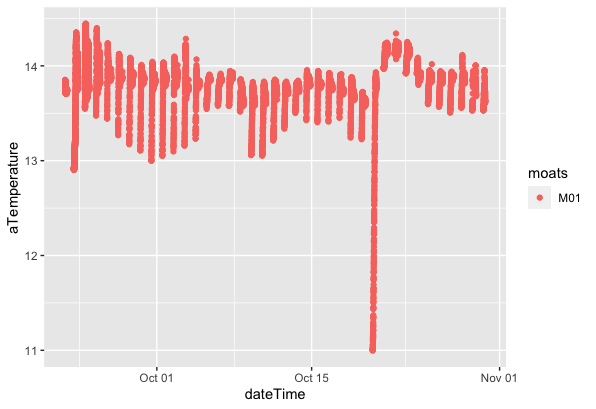 14
13
12
11
aTemperature
Oct 01
Oct 15
Nov 01
dateTime
moats
M01